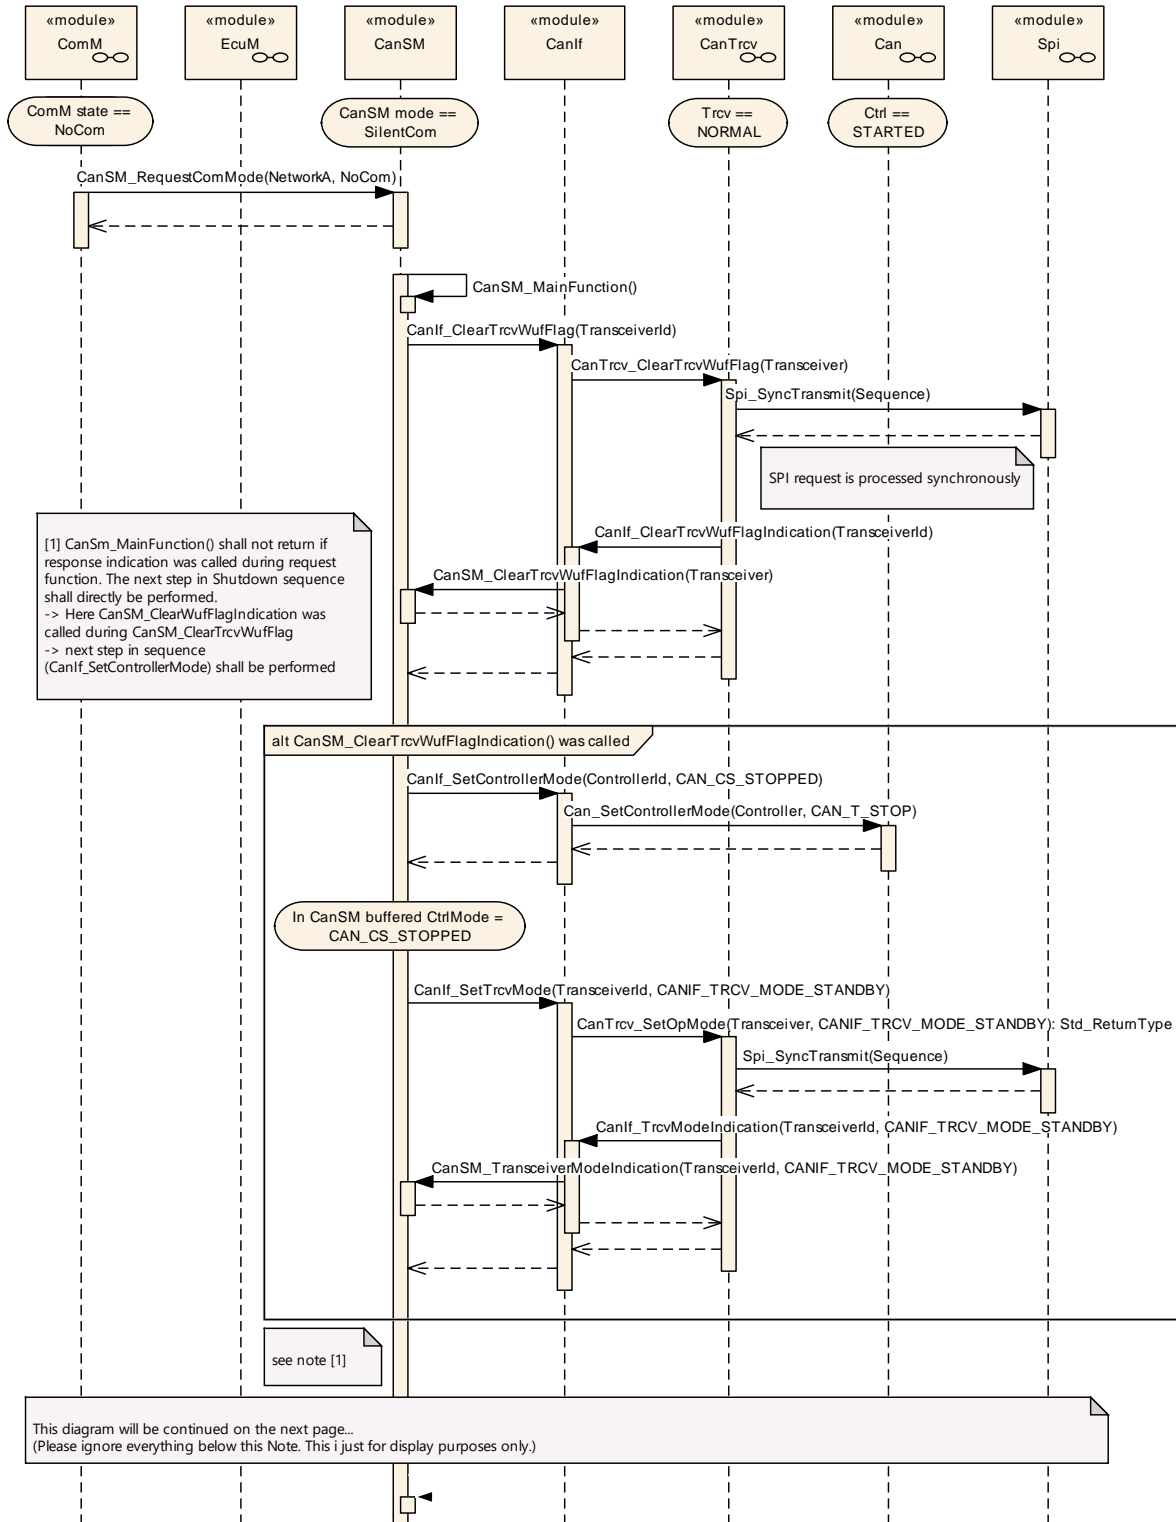 «module»
ComM
«module»
EcuM
«module»
CanSM
«module»
CanIf
«module»
CanTrcv
«module»
Can
«module»
Spi
ComM state ==
NoCom
CanSM mode ==
SilentCom
Trcv ==
NORMAL
Ctrl ==
STARTED
CanSM_RequestComMode(NetworkA, NoCom)
CanSM_MainFunction()
CanIf_ClearTrcvWufFlag(TransceiverId)
CanTrcv_ClearTrcvWufFlag(Transceiver)
Spi_SyncTransmit(Sequence)
SPI request is processed synchronously
CanIf_ClearTrcvWufFlagIndication(TransceiverId)
CanSM_ClearTrcvWufFlagIndication(Transceiver)
[1] CanSm_MainFunction() shall not return if
response indication was called during request
function. The next step in Shutdown sequence
shall directly be performed.
-> Here CanSM_ClearWufFlagIndication was
called during CanSM_ClearTrcvWufFlag
-> next step in sequence
(CanIf_SetControllerMode) shall be performed
alt CanSM_ClearTrcvWufFlagIndication() was called
CanIf_SetControllerMode(ControllerId, CAN_CS_STOPPED)
Can_SetControllerMode(Controller, CAN_T_STOP)
In CanSM buffered CtrlMode =
CAN_CS_STOPPED
CanIf_SetTrcvMode(TransceiverId, CANIF_TRCV_MODE_STANDBY)
CanTrcv_SetOpMode(Transceiver, CANIF_TRCV_MODE_STANDBY): Std_ReturnType
Spi_SyncTransmit(Sequence)
CanIf_TrcvModeIndication(TransceiverId, CANIF_TRCV_MODE_STANDBY)
CanSM_TransceiverModeIndication(TransceiverId, CANIF_TRCV_MODE_STANDBY)
see note [1]
This diagram will be continued on the next page...
(Please ignore everything below this Note. This i just for display purposes only.)